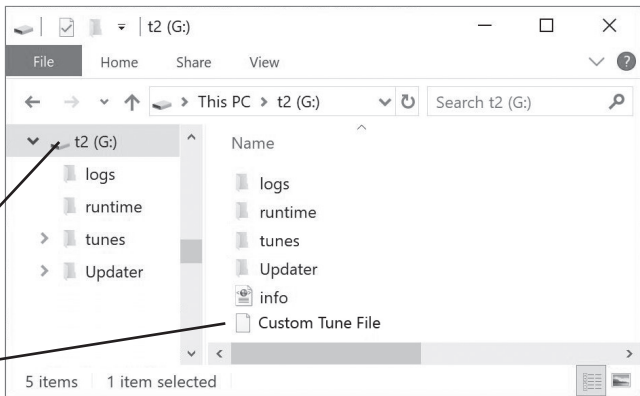 t2 (G:)
File Home Share View
This PC > t2 (G:) Search t2 (G:)
t2 (G:)
logs
runtime
tunes
Updater
Name
logs
runtime
tunes
Updater
info
Custom Tune File
5 items 1 item selected